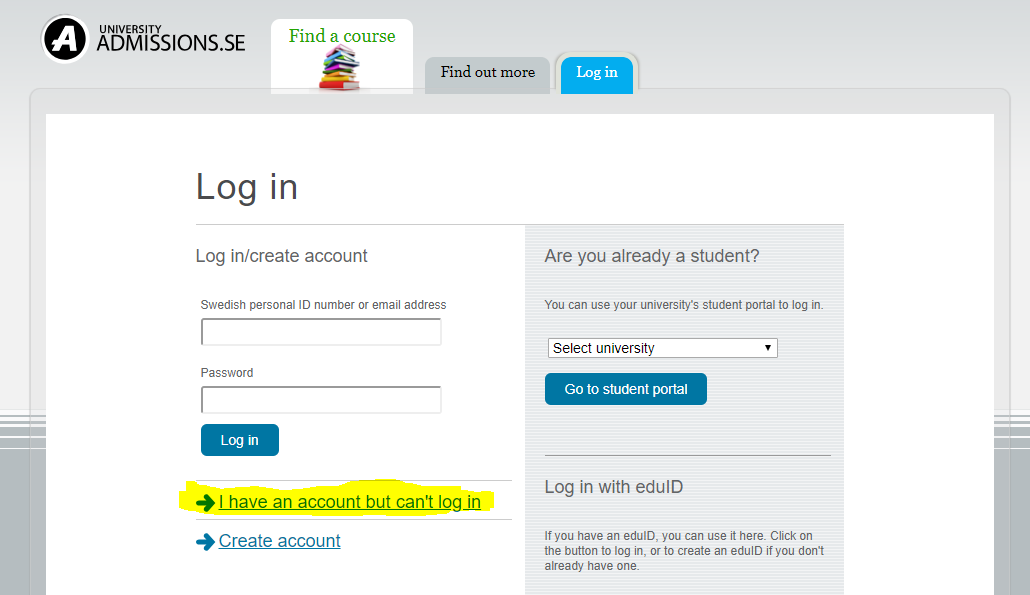 A
UNIVERSITY
ADMISSIONS.SE
Find a course
Find out more
Log in
Log in
Log in/create account
Swedish personal ID number or email address
Password
Log in
I have an account but can't log in
Create account
Are you already a student?
You can use your university's student portal to log in.
Select university
Go to student portal
Log in with eduID
If you have an eduID, you can use it here. Click on
the button to log in, or to create an eduID if you don't
already have one.